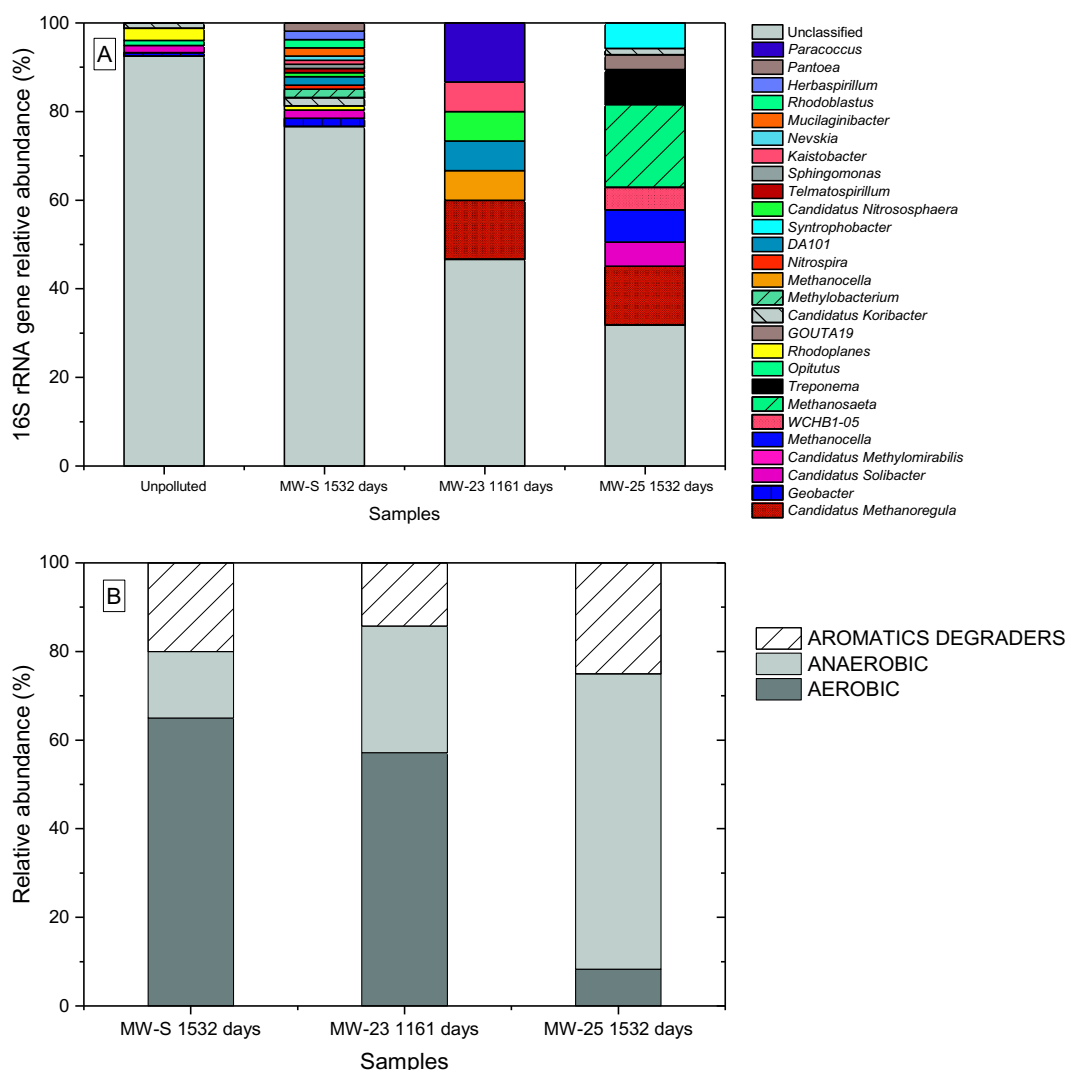 A
16S rRNA gene relative abundance (%)
100
80
60
40
20
0
Unpolluted
MW-S 1532 days
MW-23 1161 days
MW-25 1532 days
Samples
Unclassified
Paracoccus
Pantoea
Herbaspirillum
Rhodoblastus
Mucilaginibacter
Nevskia
Kaistobacter
Sphingomonas
Telmatospirillum
Candidatus Nitrososphaera
Syntrophobacter
DA101
Nitrospira
Methanocella
Methylobacterium
Candidatus Koribacter
GOUTA19
Rhodoplanes
Opitutus
Treponema
Methanosaeta
WCHB1-05
Methanocella
Candidatus Methylomirabilis
Candidatus Solibacter
Geobacter
Candidatus Methanoregula
B
Relative abundance (%)
100
80
60
40
20
0
MW-S 1532 days
MW-23 1161 days
MW-25 1532 days
Samples
AROMATICS DEGRADERS
ANAEROBIC
AEROBIC